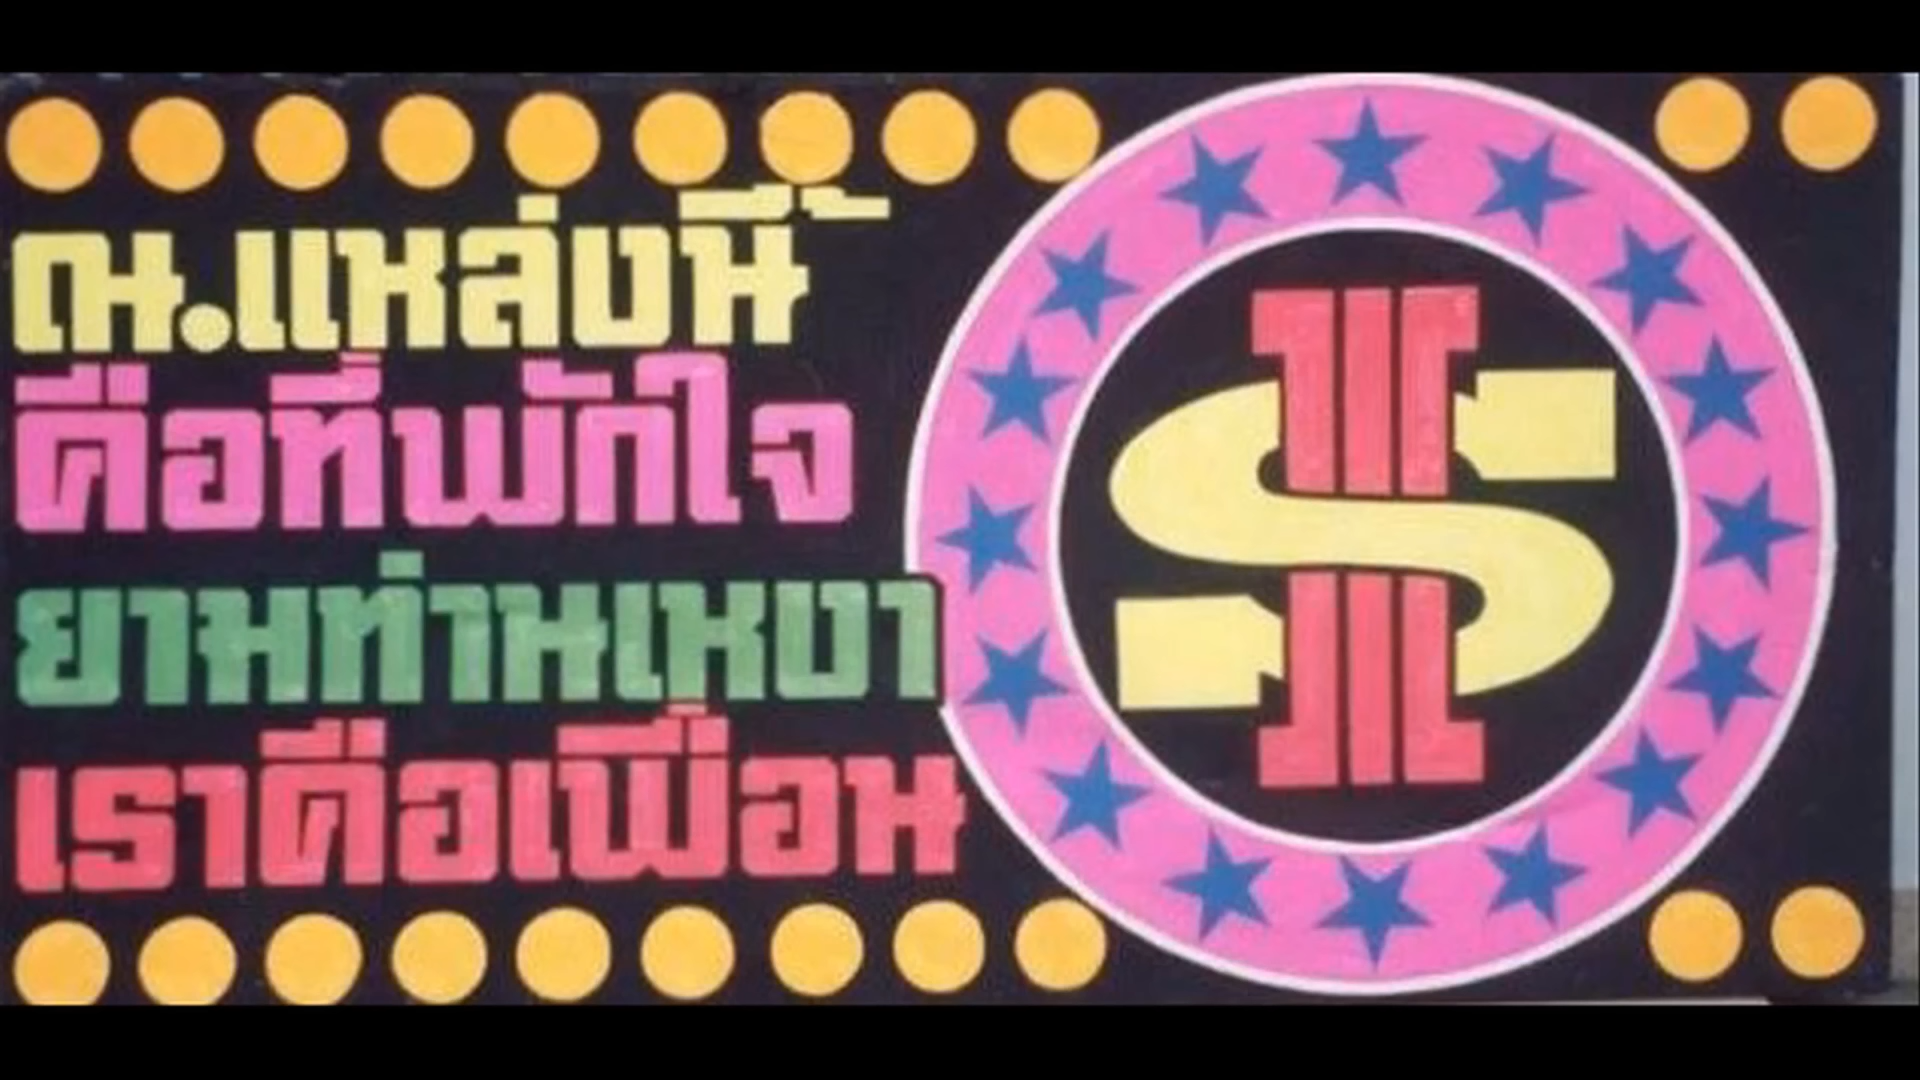 ณ.แหล่งนี้
คือที่พักใจ
ยามท่านเหงา
เราคือเพื่อน
S